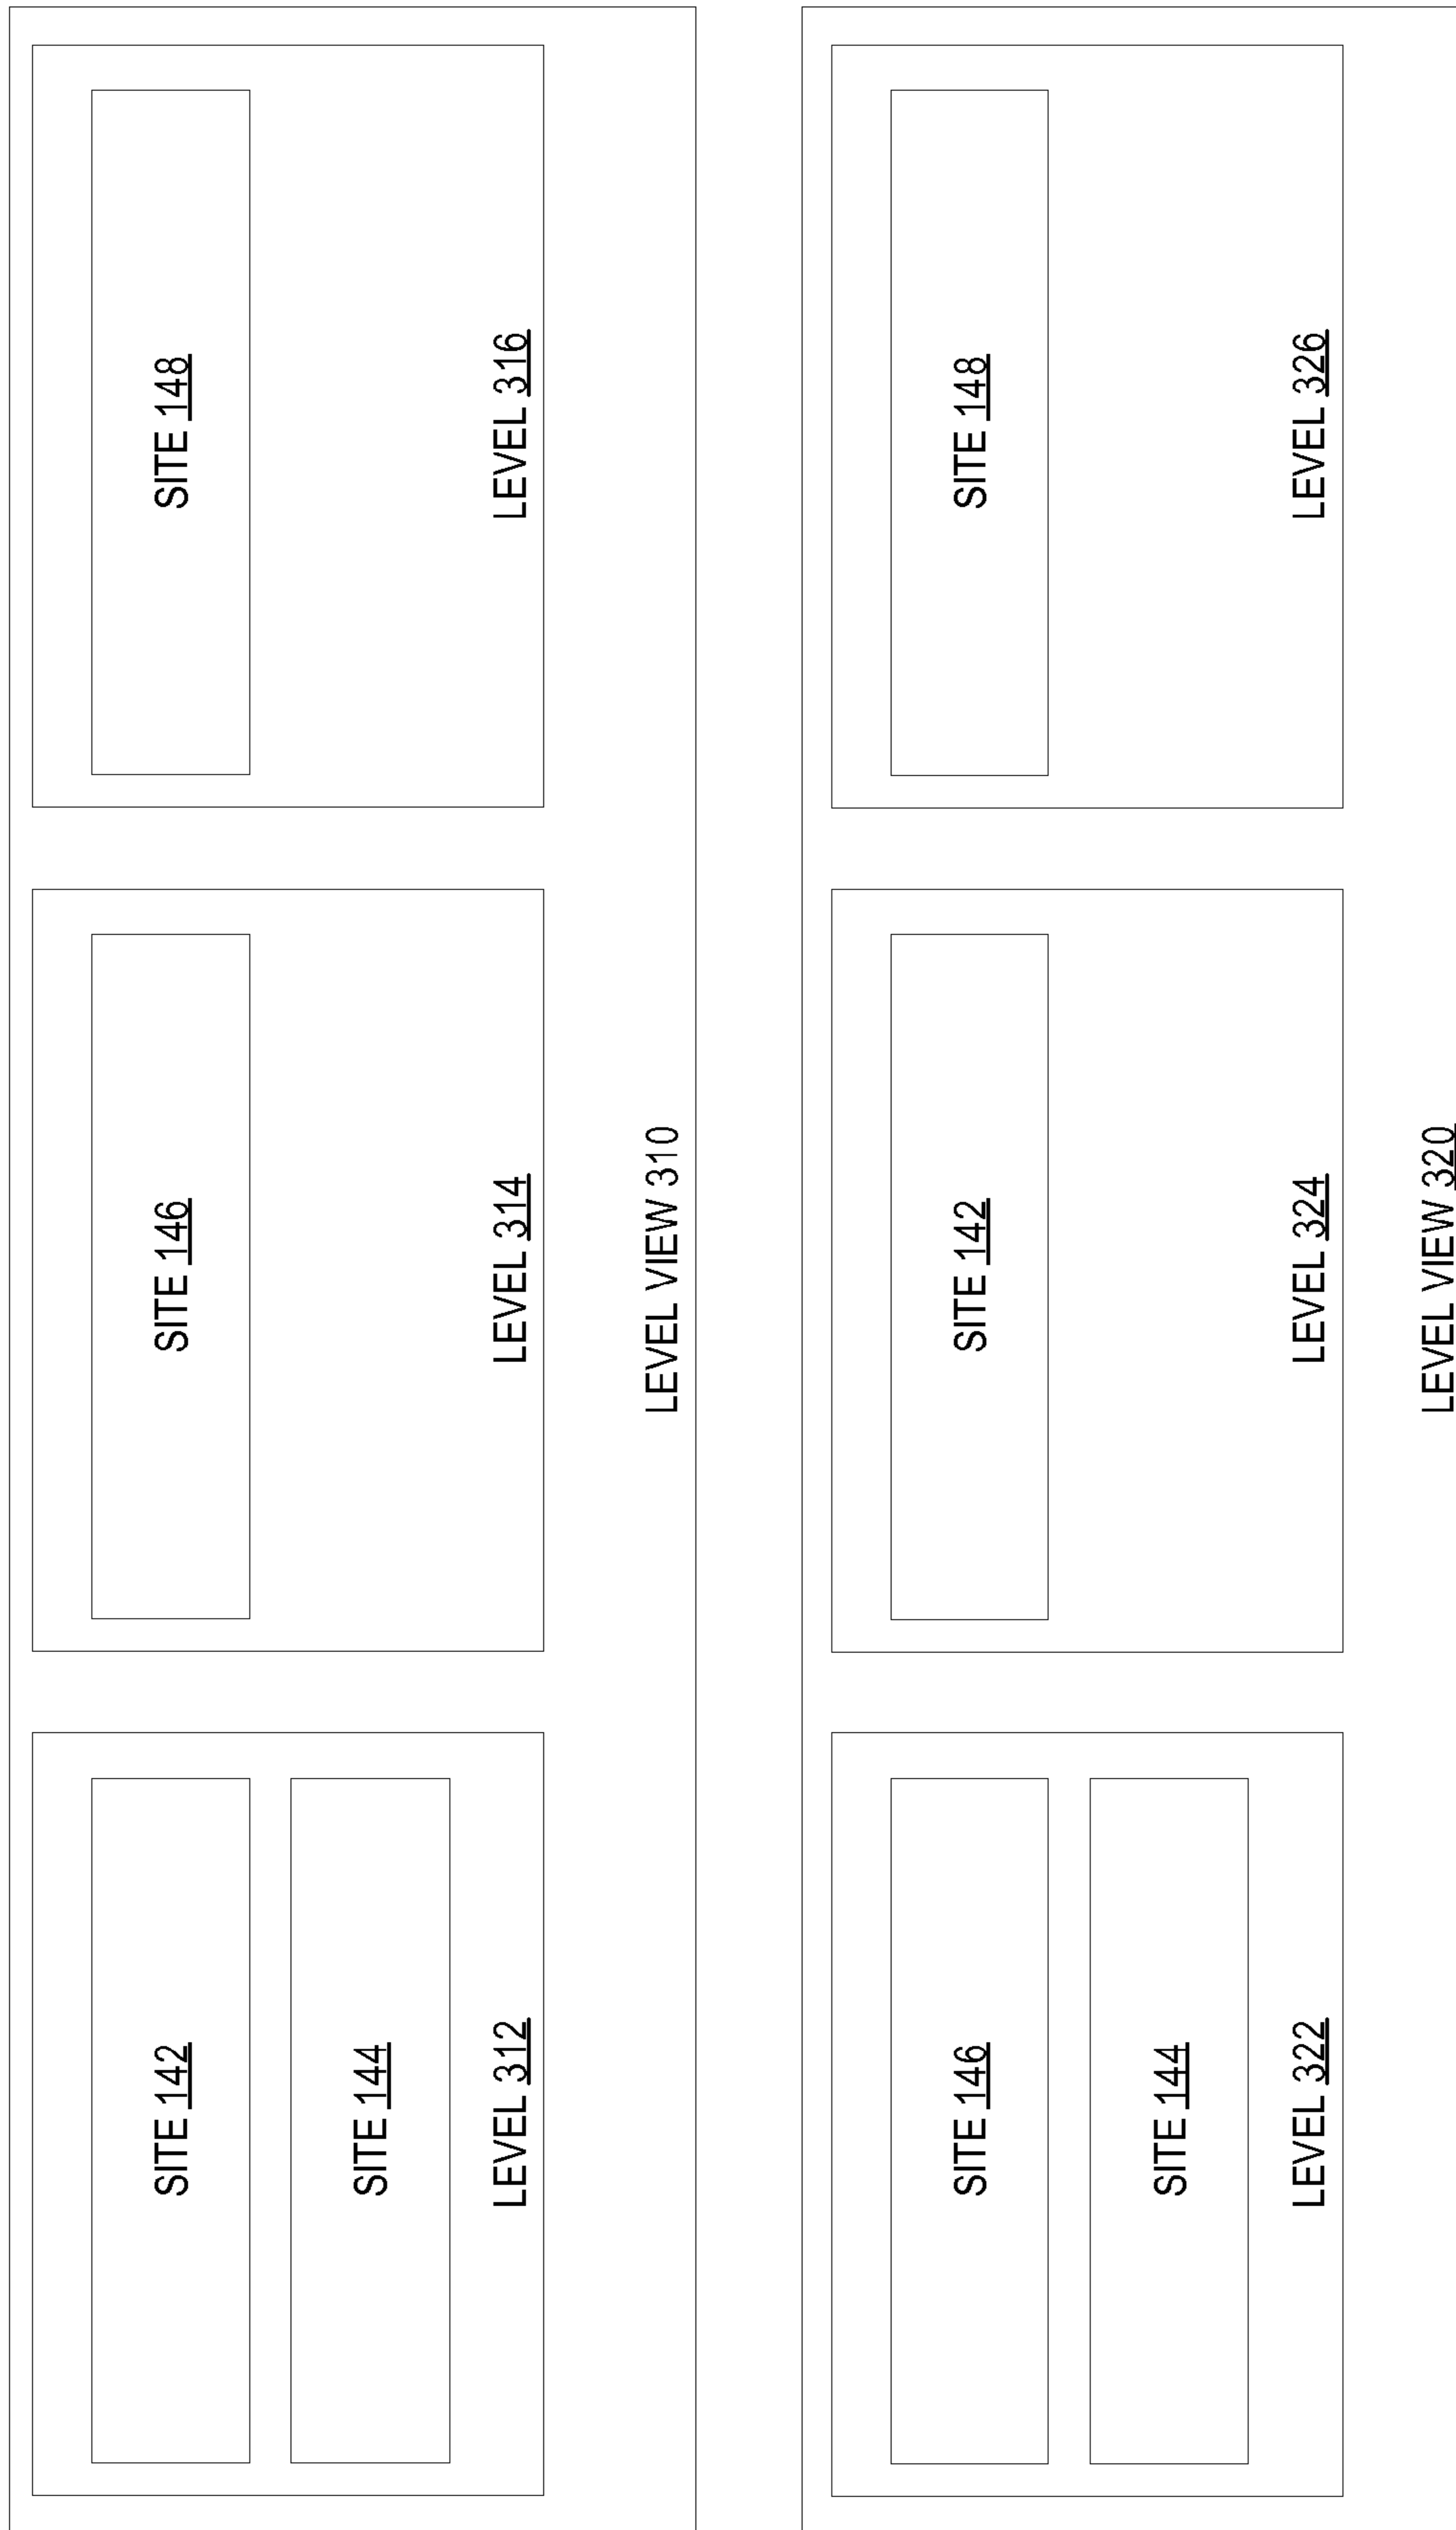 SITE 142
SITE 144
LEVEL 312
SITE 146
LEVEL 314
SITE 148
LEVEL 316
LEVEL VIEW 310
SITE 146
SITE 144
LEVEL 322
SITE 142
LEVEL 324
SITE 148
LEVEL 326
LEVEL VIEW 320